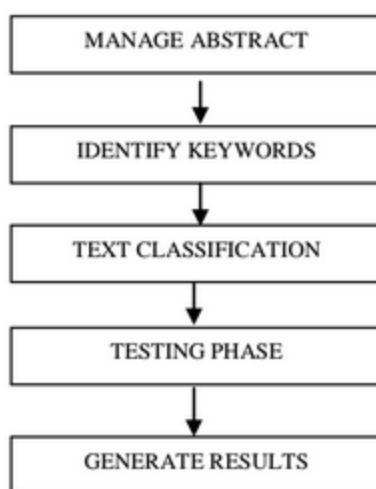 MANAGE ABSTRACT
IDENTIFY KEYWORDS
TEXT CLASSIFICATION
TESTING PHASE
GENERATE RESULTS